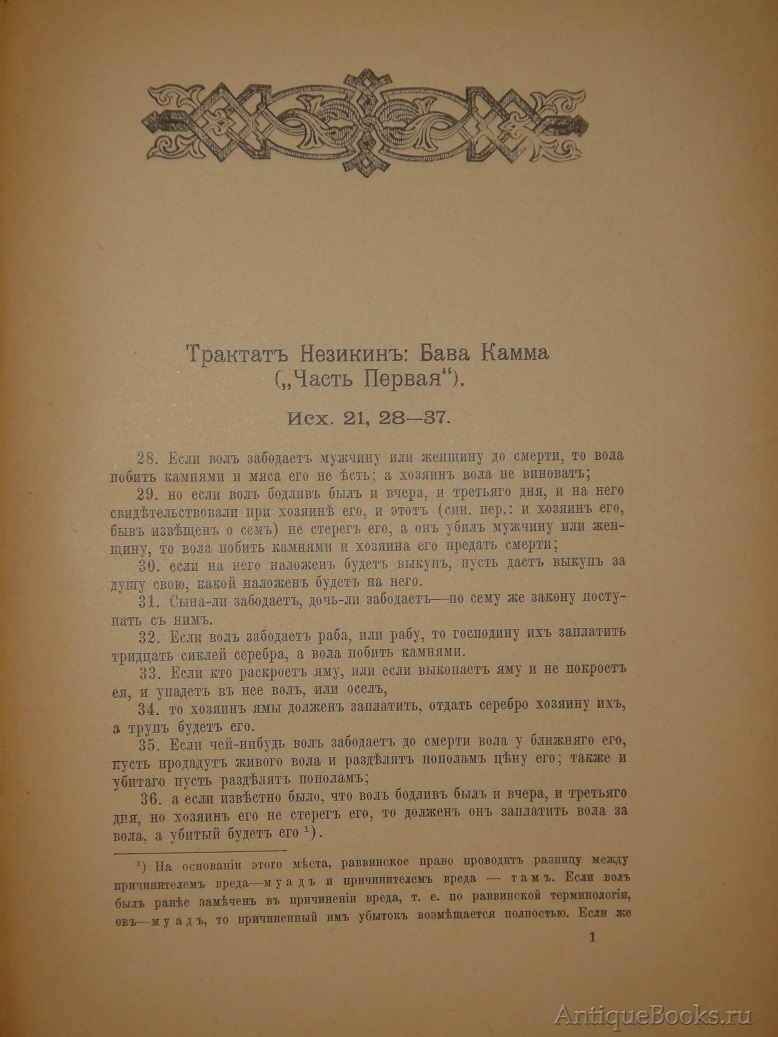 Трактатъ Незикинъ: Бава Камма
(„Часть Первая“).
Исх. 21, 28—37.
28. Если волъ забодаетъ мужчину или женщину до смерти, то вола
побить камнями и мяса его не ѣсть; а хозяинъ вола не виноватъ;
29. но если волъ бодливъ былъ и вчера, и третьяго дня, и на него
свидѣтельствовали при хозяинѣ его, и этотъ (син. пер.: и хозяинъ его,
бывъ извѣщенъ о семъ) не стерегъ его, а онъ убилъ мужчину или жен-
щину, то вола побить камнями и хозяина его предать смерти;
30. если на него наложенъ будетъ выкупъ, пусть дастъ выкупъ за
душу свою, какой наложенъ будетъ на него.
31. Сына-ли забодаетъ, дочь-ли забодаетъ—по сему же закону посту-
пать съ нимъ.
32. Если волъ забодаетъ раба, или рабу, то господину ихъ заплатить
тридцать сиклей серебра, а вола побить камнями.
33. Если кто раскроетъ яму, или если выкопаетъ яму и не покроетъ
ея, и упадетъ въ нее волъ, или оселъ,
34. то хозяинъ ямы долженъ заплатить, отдать серебро хозяину ихъ,
а трупъ будетъ его.
35. Если чей-нибудь волъ забодаетъ до смерти вола у ближняго его,
пусть продадутъ живого вола и раздѣлятъ пополамъ цѣну его; также и
убитаго пусть раздѣлятъ пополамъ;
36. а если извѣстно было, что волъ бодливъ былъ и вчера, и третьяго
дня, но хозяинъ его не стерегъ его, то долженъ онъ заплатить вола за
вола, а убитый будетъ его ¹).
¹) На основаніи этого мѣста, раввинское право проводитъ разницу между
причинителемъ вреда—муадъ и причинителемъ вреда — тамъ. Если волъ
былъ ранѣе замѣченъ въ причиненіи вреда, т. е. по раввинской терминологіи,
онъ—муадъ, то причиненный имъ убытокъ возмѣщается полностью. Если же
1
AntiqueBooks.ru